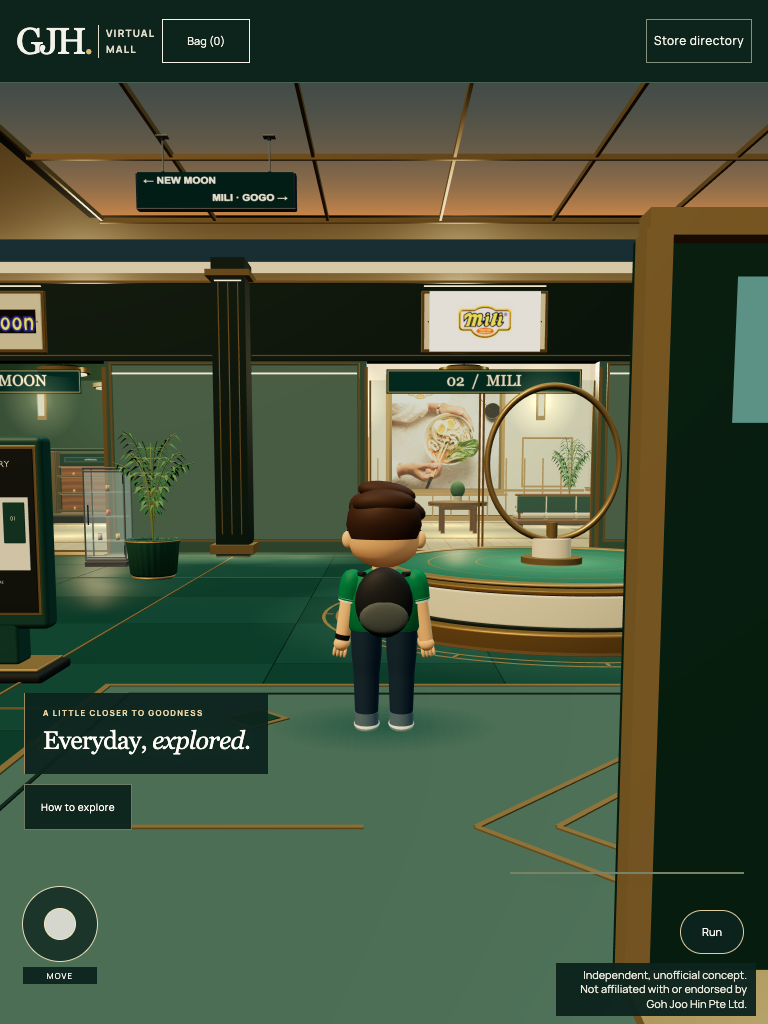 GJH.
VIRTUAL
MALL
Bag (0)
Store directory
← NEW MOON
MILI · GOGO →
oon
mili
MOON
02 / MILI
RY
01
A LITTLE CLOSER TO GOODNESS
Everyday, explored.
How to explore
MOVE
Run
Independent, unofficial concept.
Not affiliated with or endorsed by
Goh Joo Hin Pte Ltd.